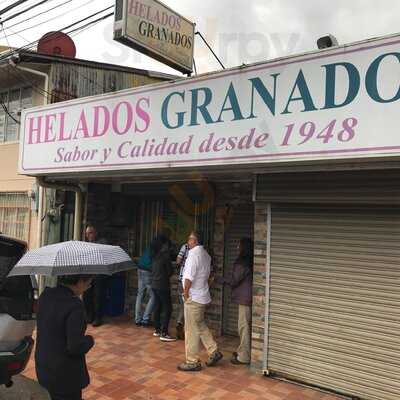 HELADOS
GRANADOS
HELADOS GRANADO
Sabor y Calidad desde 1948